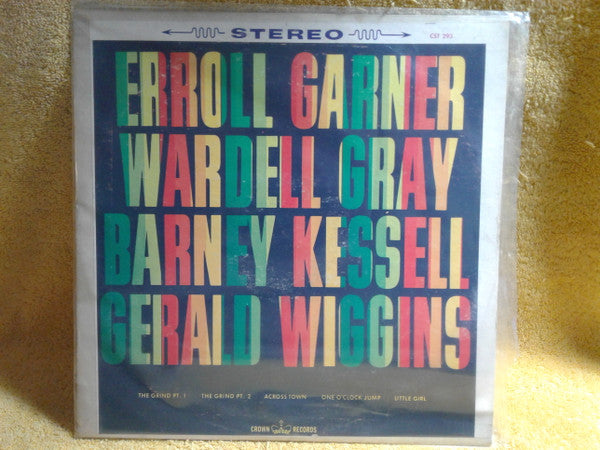 STEREO
CST 293
ERROLL GARNER
WARDELL GRAY
BARNEY KESSELL
GERALD WIGGINS
THE GRIND PT. 1 THE GRIND PT. 2 ACROSS TOWN ONE O'CLOCK JUMP LITTLE GIRL
CROWN RECORDS